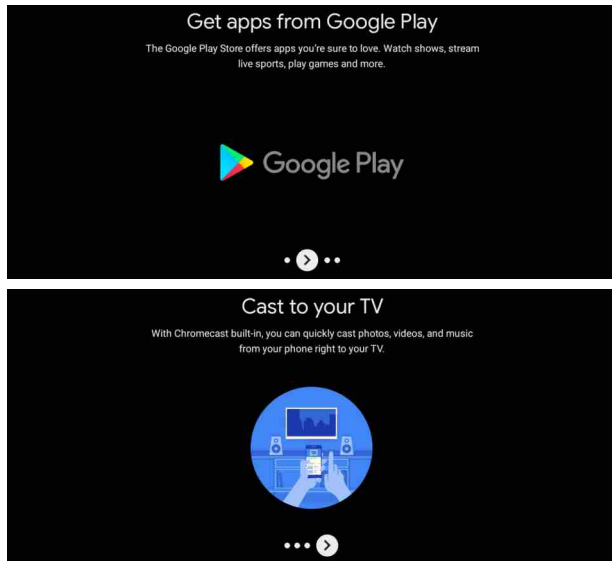 Get apps from Google Play
The Google Play Store offers apps you're sure to love. Watch shows, stream
live sports, play games and more.
Google Play
Cast to your TV
With Chromecast built-in, you can quickly cast photos, videos, and music
from your phone right to your TV.